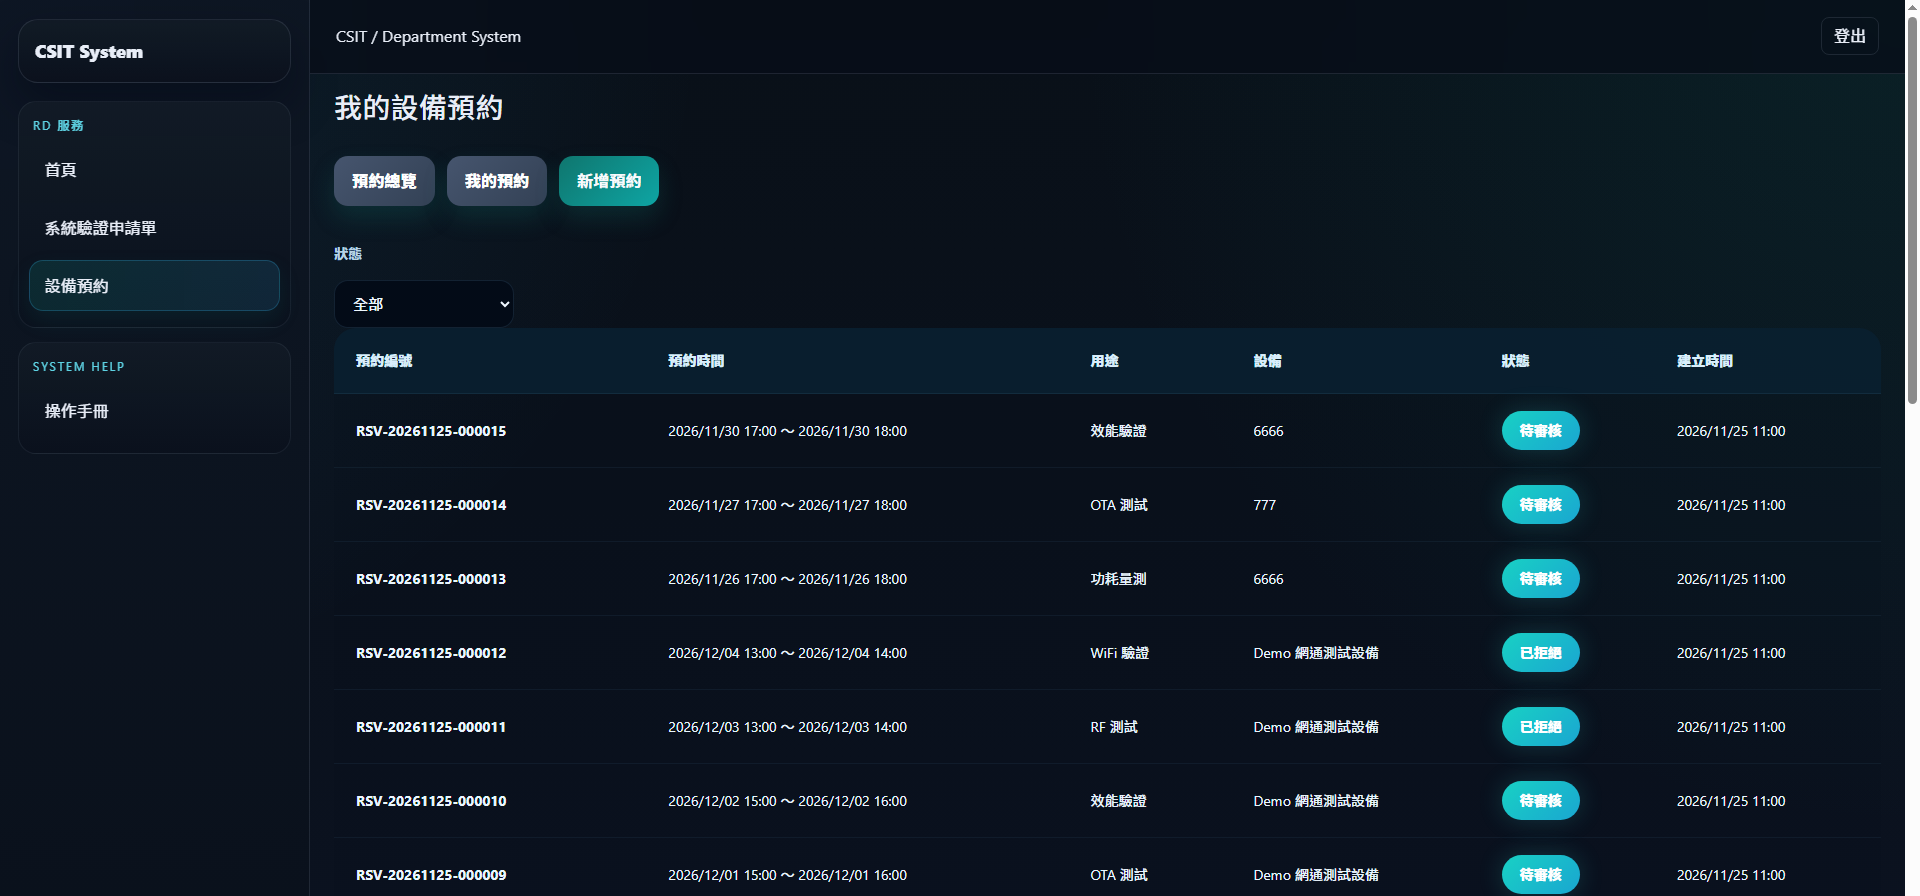 CSIT System
RD 服務
首頁
系統驗證申請單
設備預約
SYSTEM HELP
操作手冊
CSIT / Department System
登出
我的設備預約
預約總覽 我的預約 新增預約
狀態
全部
預約編號 預約時間 用途 設備 狀態 建立時間
RSV-20261125-000015 2026/11/30 17:00 ～ 2026/11/30 18:00 效能驗證 6666 待審核 2026/11/25 11:00
RSV-20261125-000014 2026/11/27 17:00 ～ 2026/11/27 18:00 OTA 測試 777 待審核 2026/11/25 11:00
RSV-20261125-000013 2026/11/26 17:00 ～ 2026/11/26 18:00 功耗量測 6666 待審核 2026/11/25 11:00
RSV-20261125-000012 2026/12/04 13:00 ～ 2026/12/04 14:00 WiFi 驗證 Demo 網通測試設備 已拒絕 2026/11/25 11:00
RSV-20261125-000011 2026/12/03 13:00 ～ 2026/12/03 14:00 RF 測試 Demo 網通測試設備 已拒絕 2026/11/25 11:00
RSV-20261125-000010 2026/12/02 15:00 ～ 2026/12/02 16:00 效能驗證 Demo 網通測試設備 待審核 2026/11/25 11:00
RSV-20261125-000009 2026/12/01 15:00 ～ 2026/12/01 16:00 OTA 測試 Demo 網通測試設備 待審核 2026/11/25 11:00